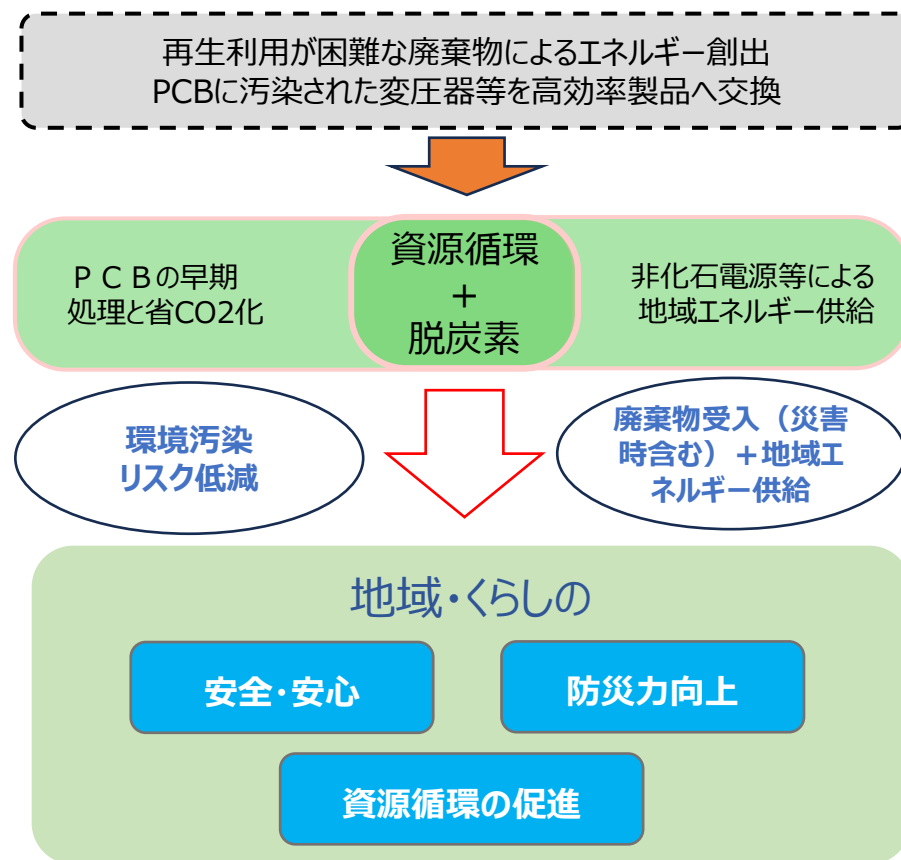 再生利用が困難な廃棄物によるエネルギー創出
PCBに汚染された変圧器等を高効率製品へ交換
ＰＣＢの早期
処理と省CO2化
資源循環
+
脱炭素
非化石電源等による
地域エネルギー供給
環境汚染
リスク低減
廃棄物受入（災害
時含む）＋地域エ
ネルギー供給
地域・くらしの
安全・安心
防災力向上
資源循環の促進